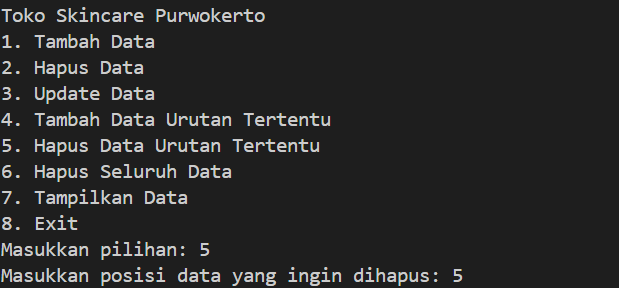 Toko Skincare Purwokerto
1. Tambah Data
2. Hapus Data
3. Update Data
4. Tambah Data Urutan Tertentu
5. Hapus Data Urutan Tertentu
6. Hapus Seluruh Data
7. Tampilkan Data
8. Exit
Masukkan pilihan: 5
Masukkan posisi data yang ingin dihapus: 5